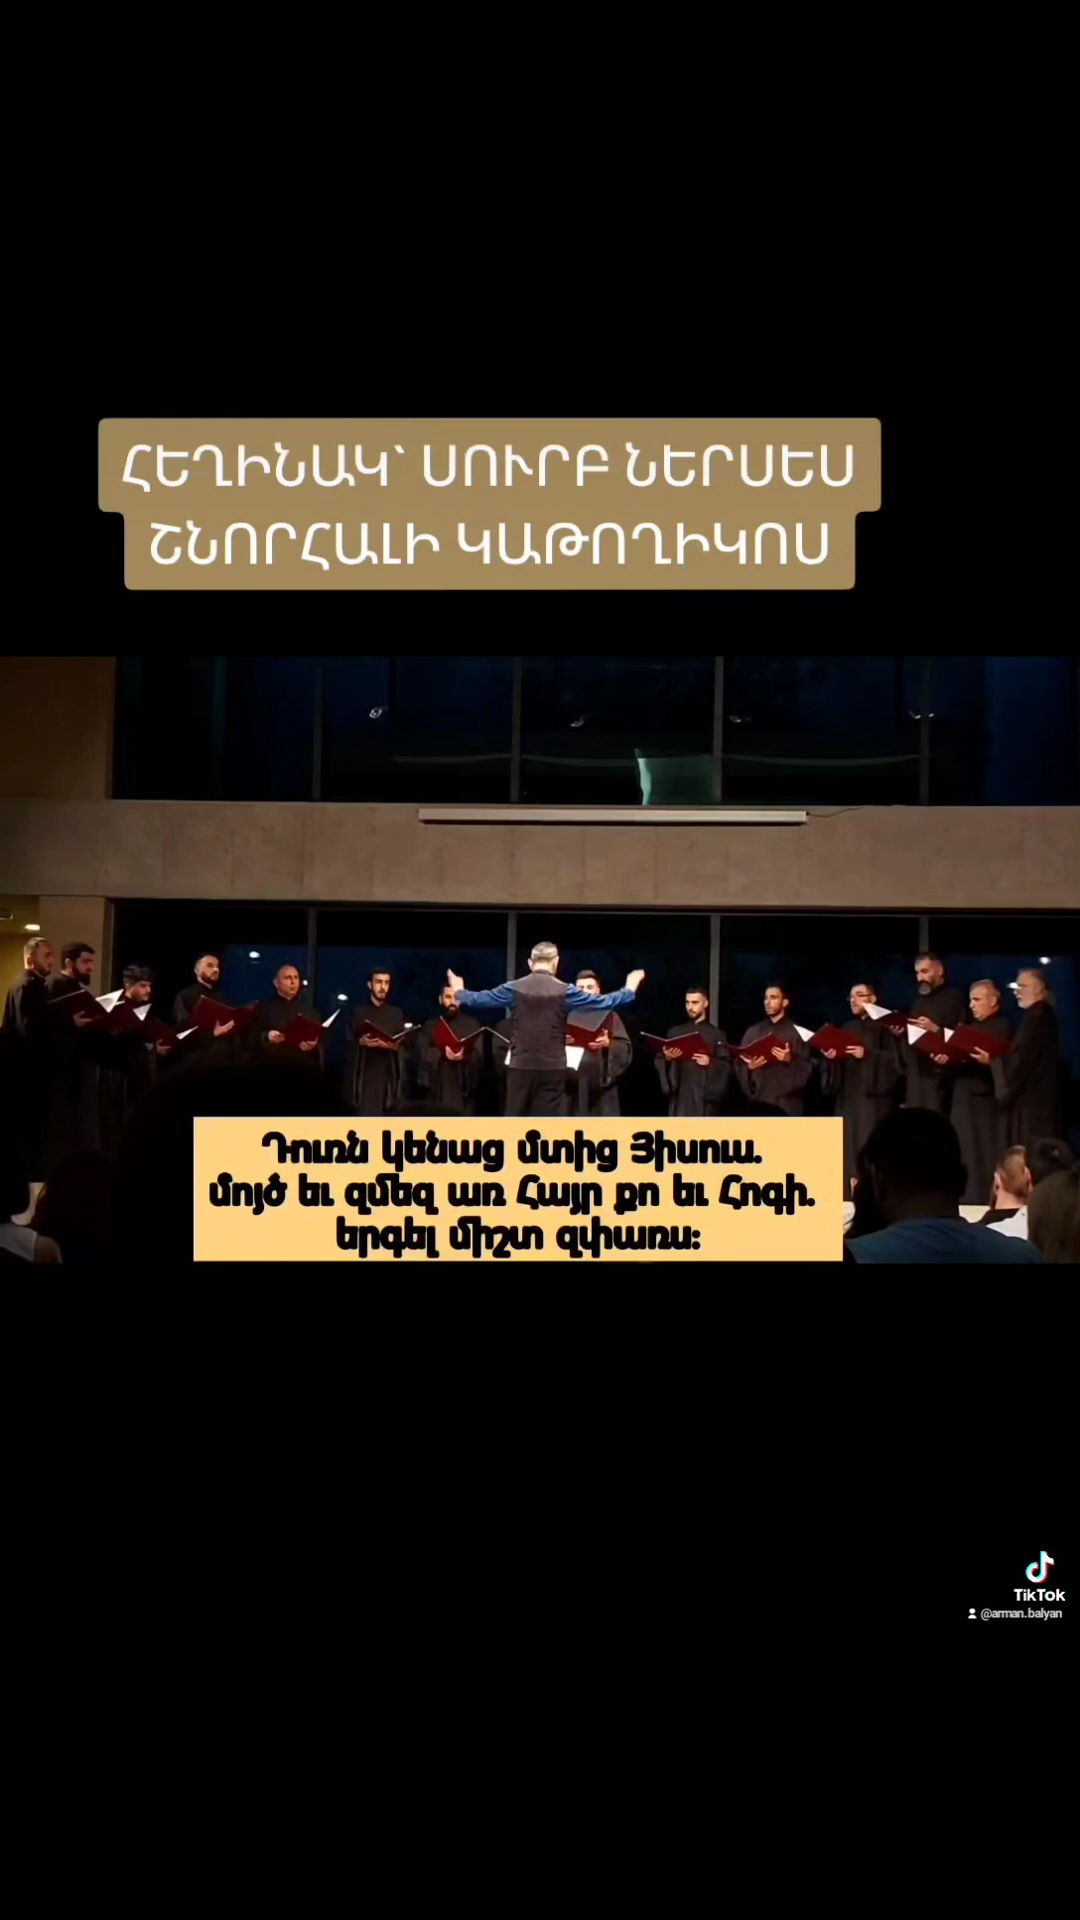 ՀԵՂԻՆԱԿ՝ ՍՈՒՐԲ ՆԵՐՍԵՍ
ՇՆՈՐՀԱԼԻ ԿԱԹՈՂԻԿՈՍ
Դուռն կենաց մտից Յիսուս.
մոյծ եւ զմեզ առ Հայր քո եւ Հոգի.
երգել միշտ զփառս։
TikTok
@arman.balyan